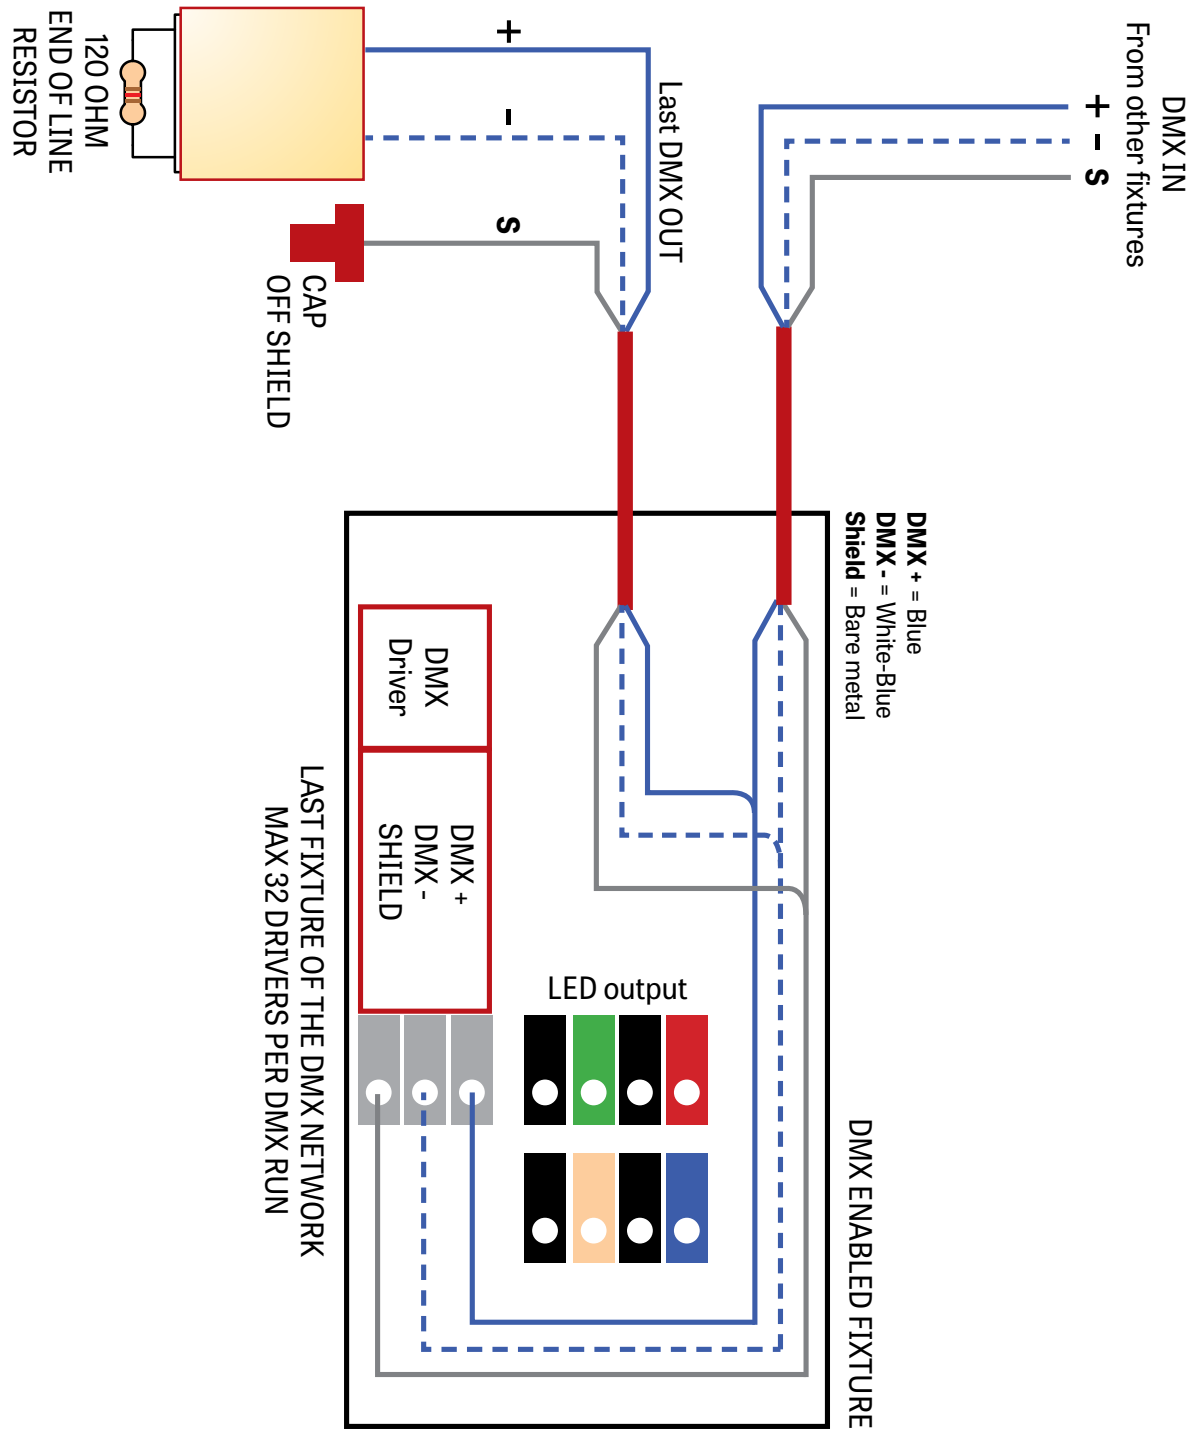 DMX IN
From other fixtures
+
-
S
Last DMX OUT
+
-
S
120 OHM
END OF LINE
RESISTOR
CAP
OFF SHIELD
DMX + = Blue
DMX - = White-Blue
Shield = Bare metal
DMX ENABLED FIXTURE
DMX
Driver
DMX +
DMX -
SHIELD
LED output
LAST FIXTURE OF THE DMX NETWORK
MAX 32 DRIVERS PER DMX RUN